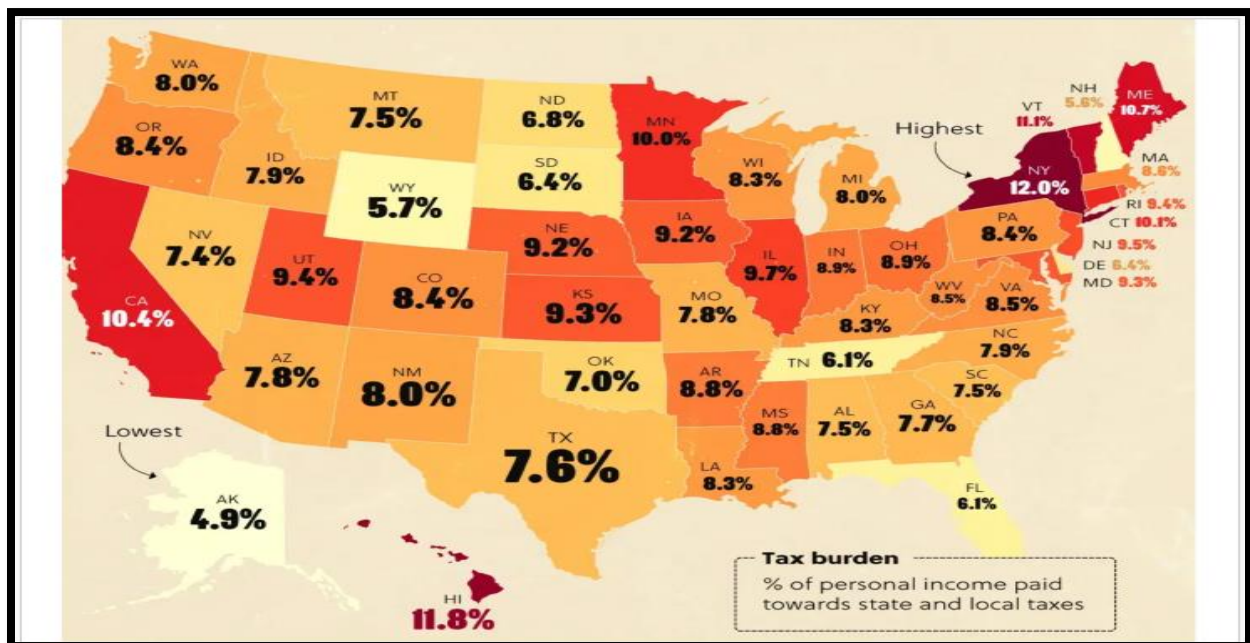 WA
8.0%
MT
7.5%
ND
6.8%
MN
10.0%
OR
8.4%
ID
7.9%
WY
5.7%
SD
6.4%
WI
8.3%
MI
8.0%
Highest
VT
11.1%
NH
5.6%
ME
10.7%
NY
12.0%
MA
8.6%
RI 9.4%
CT 10.1%
NJ 9.5%
DE 6.4%
MD 9.3%
PA
8.4%
NV
7.4%
UT
9.4%
CO
8.4%
NE
9.2%
IA
9.2%
IL
9.7%
IN
8.9%
OH
8.9%
WV
8.5%
VA
8.5%
CA
10.4%
KS
9.3%
MO
7.8%
KY
8.3%
NC
7.9%
AZ
7.8%
NM
8.0%
OK
7.0%
AR
8.8%
TN 6.1%
SC
7.5%
MS
8.8%
AL
7.5%
GA
7.7%
TX
7.6%
LA
8.3%
FL
6.1%
Lowest
AK
4.9%
HI
11.8%
Tax burden
% of personal income paid
towards state and local taxes